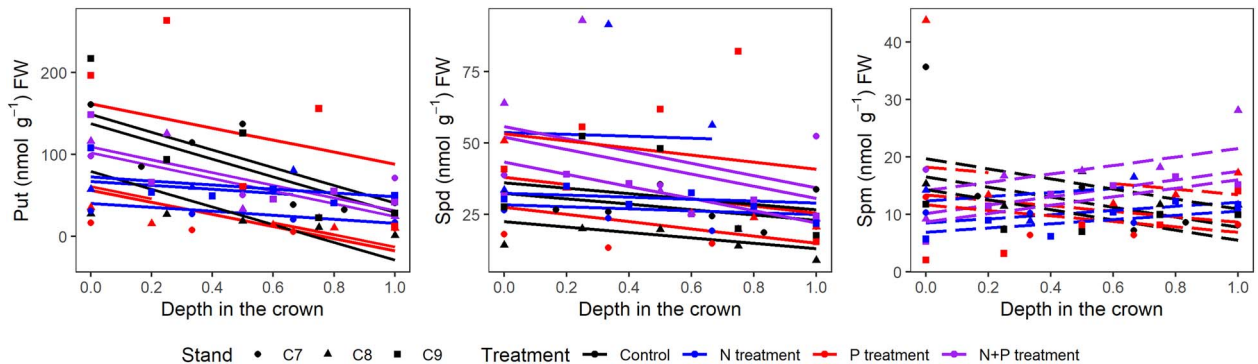 Put (nmol g⁻¹) FW
200
100
0
0.0 0.2 0.4 0.6 0.8 1.0
Depth in the crown
Spd (nmol g⁻¹) FW
75
50
25
0.0 0.2 0.4 0.6 0.8 1.0
Depth in the crown
Spm (nmol g⁻¹) FW
40
30
20
10
0
0.0 0.2 0.4 0.6 0.8 1.0
Depth in the crown
Stand C7 C8 C9 Treatment Control N treatment P treatment N+P treatment